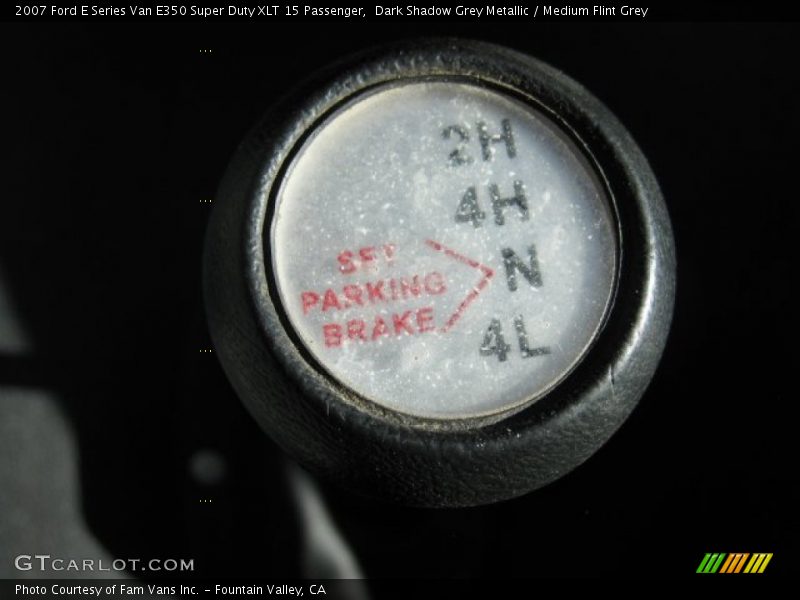 2007 Ford E Series Van E350 Super Duty XLT 15 Passenger,  Dark Shadow Grey Metallic / Medium Flint Grey
2H
4H
N
SET
PARKING
BRAKE
4L
GTCARLOT.COM
Photo Courtesy of Fam Vans Inc. - Fountain Valley, CA